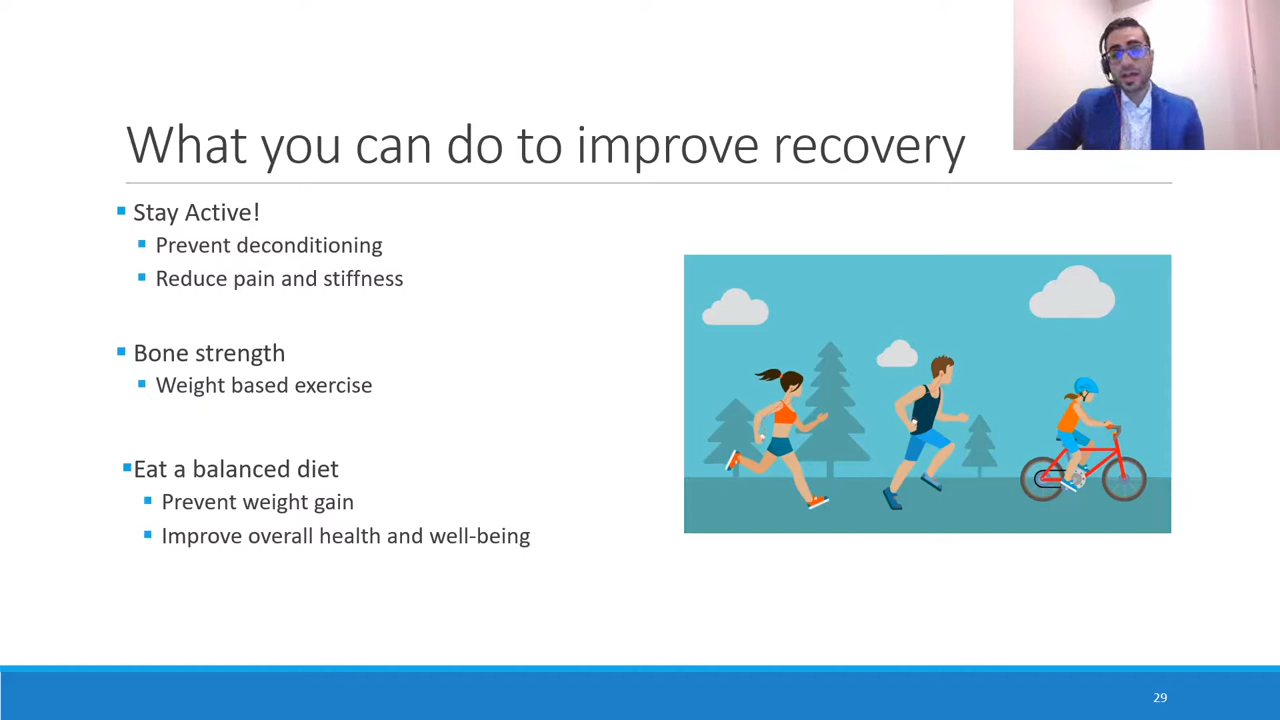 What you can do to improve recovery
Stay Active!
Prevent deconditioning
Reduce pain and stiffness
Bone strength
Weight based exercise
Eat a balanced diet
Prevent weight gain
Improve overall health and well-being
29